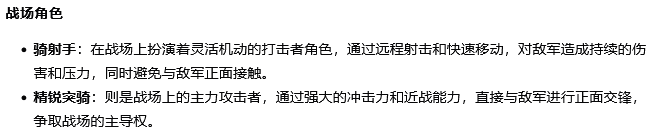 战场角色
• 骑射手：在战场上扮演着灵活机动的打击者角色，通过远程射击和快速移动，对敌军造成持续的伤
害和压力，同时避免与敌军正面接触。
• 精锐突骑：则是战场上的主力攻击者，通过强大的冲击力和近战能力，直接与敌军进行正面交锋，
争取战场的主导权。